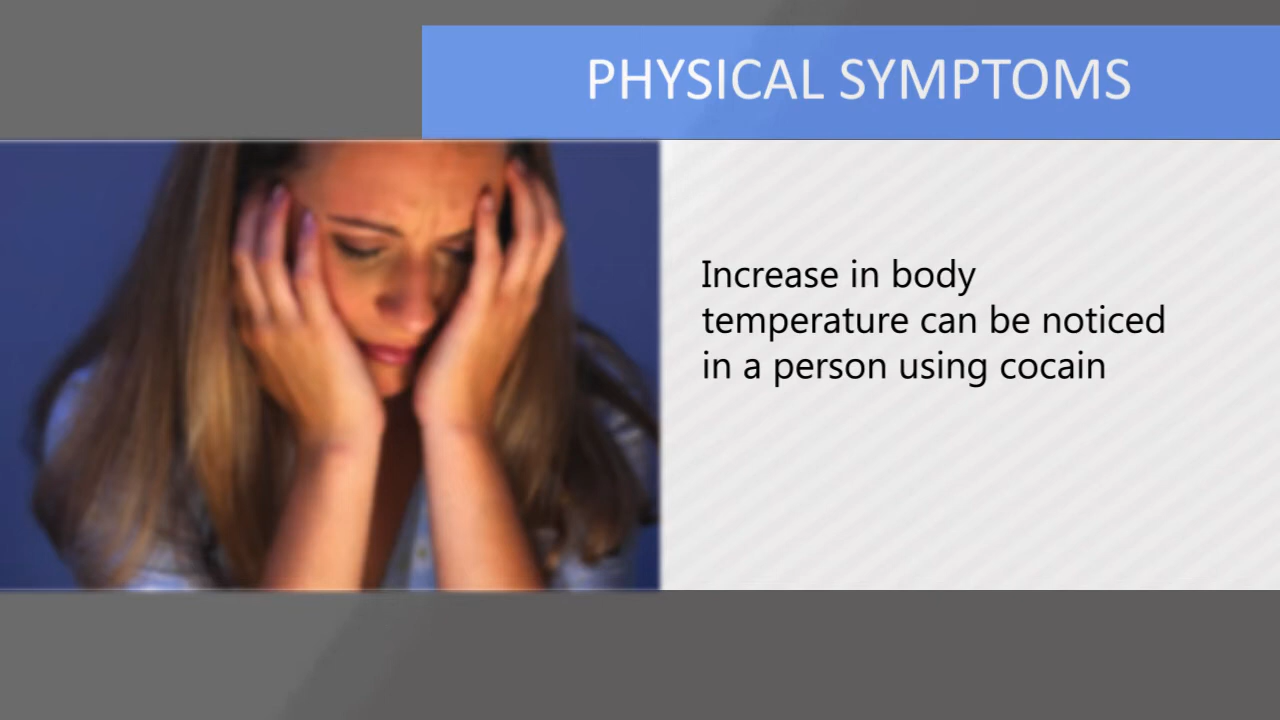 PHYSICAL SYMPTOMS
Increase in body
temperature can be noticed
in a person using cocain